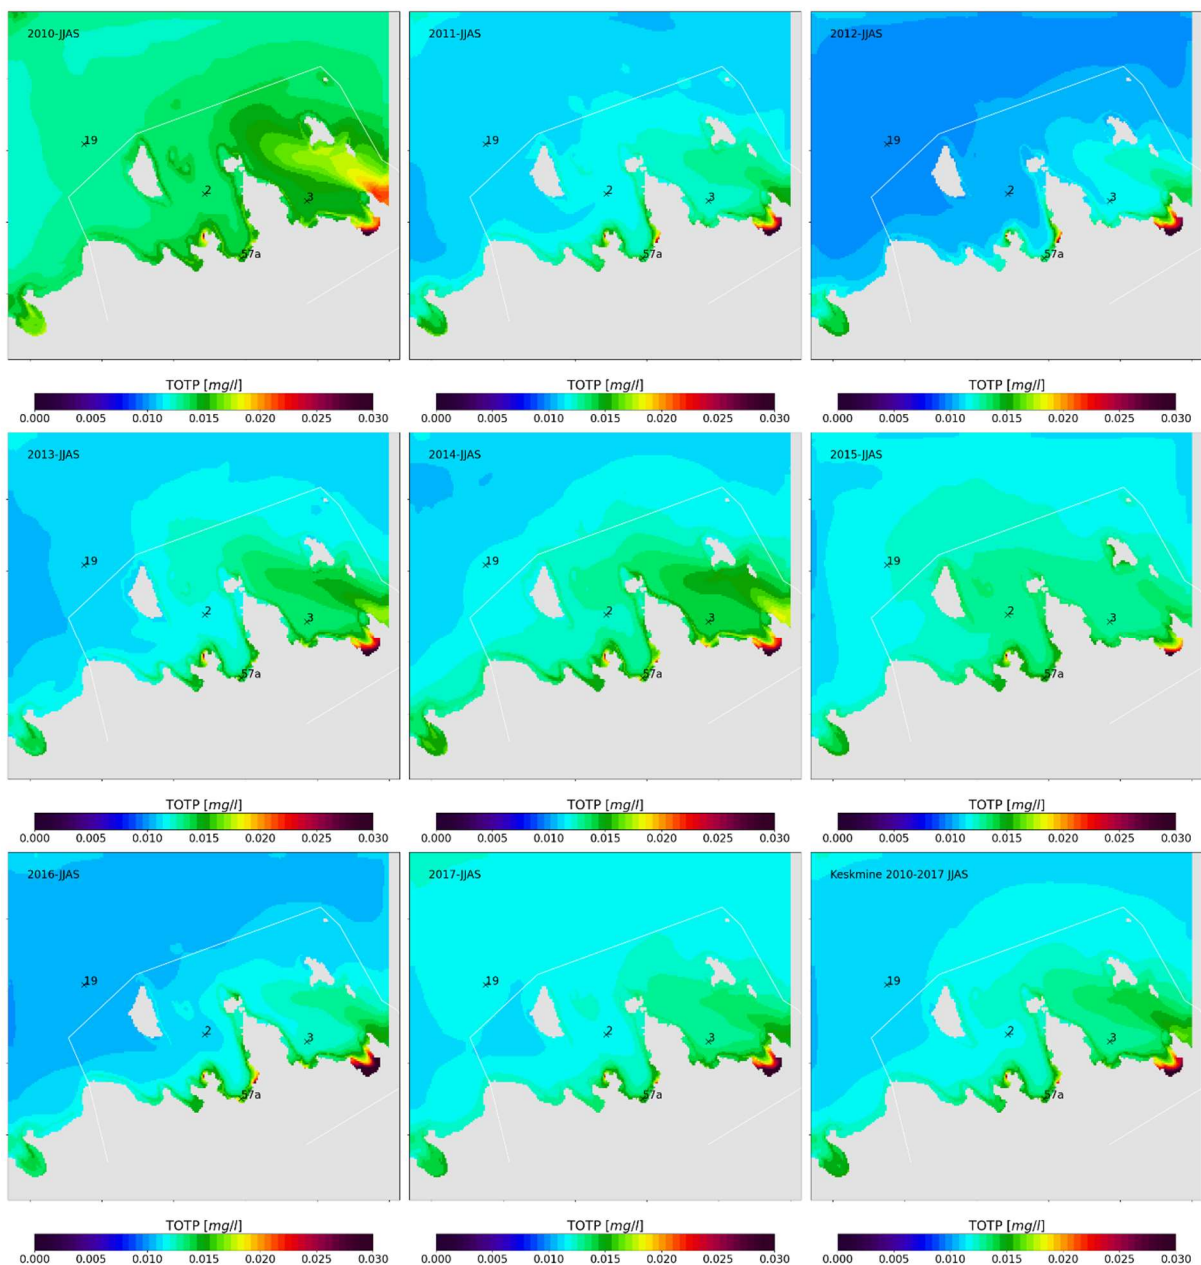 2010-JJAS 2011-JJAS 2012-JJAS
19 19 19
2 2 2
3 3 3
57a 57a 57a
TOTP [mg/l] TOTP [mg/l] TOTP [mg/l]
0.000 0.005 0.010 0.015 0.020 0.025 0.030 0.000 0.005 0.010 0.015 0.020 0.025 0.030 0.000 0.005 0.010 0.015 0.020 0.025 0.030
2013-JJAS 2014-JJAS 2015-JJAS
19 19 19
2 2 2
3 3 3
57a 57a 57a
TOTP [mg/l] TOTP [mg/l] TOTP [mg/l]
0.000 0.005 0.010 0.015 0.020 0.025 0.030 0.000 0.005 0.010 0.015 0.020 0.025 0.030 0.000 0.005 0.010 0.015 0.020 0.025 0.030
2016-JJAS 2017-JJAS Keskmine 2010-2017 JJAS
19 19 19
2 2 2
3 3 3
57a 57a 57a
TOTP [mg/l] TOTP [mg/l] TOTP [mg/l]
0.000 0.005 0.010 0.015 0.020 0.025 0.030 0.000 0.005 0.010 0.015 0.020 0.025 0.030 0.000 0.005 0.010 0.015 0.020 0.025 0.030